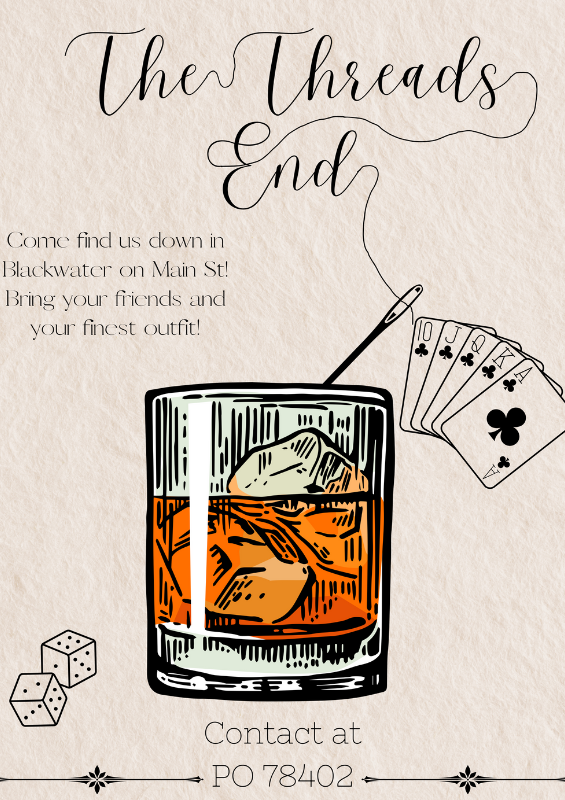 The Threads
End
Come find us down in
Blackwater on Main St!
Bring your friends and
your finest outfit!
10 J Q K A
A
Contact at
PO 78402